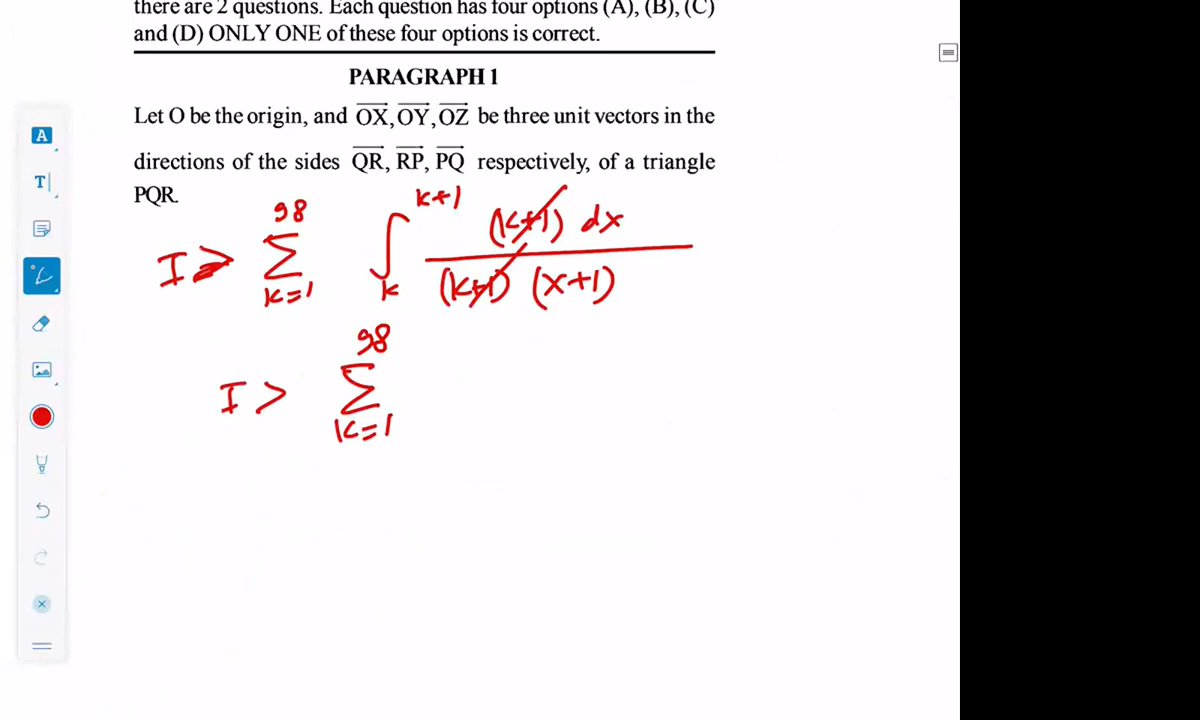 there are 2 questions. Each question has four options (A), (B), (C)
and (D) ONLY ONE of these four options is correct.
PARAGRAPH 1
Let O be the origin, and OX, OY, OZ be three unit vectors in the
directions of the sides QR, RP, PQ respectively, of a triangle
PQR.
I > 98 ∑ k=1 ∫ k k+1 (k+1) dx / (k+1) (x+1)
I > 98 ∑ k=1
A
T